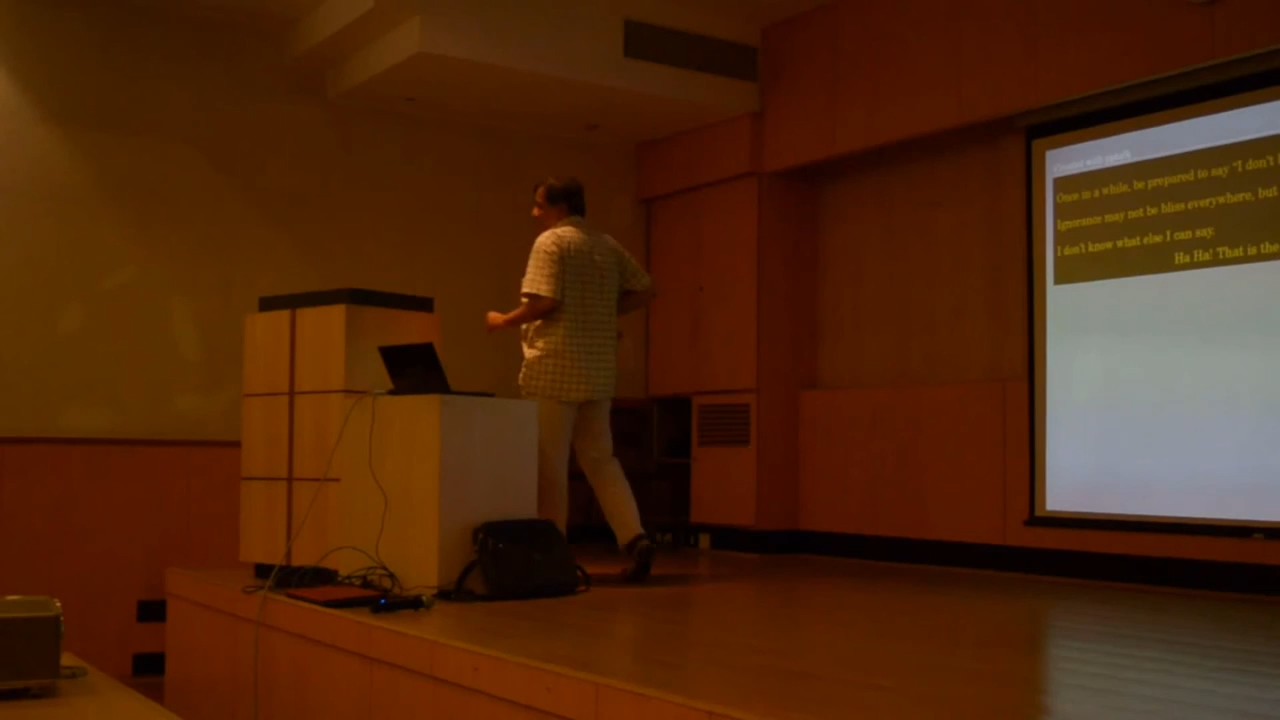 Once in a while, be prepared to say "I don't
Ignorance may not be bliss everywhere, but
I don't know what else I can say.
Ha Ha! That is the